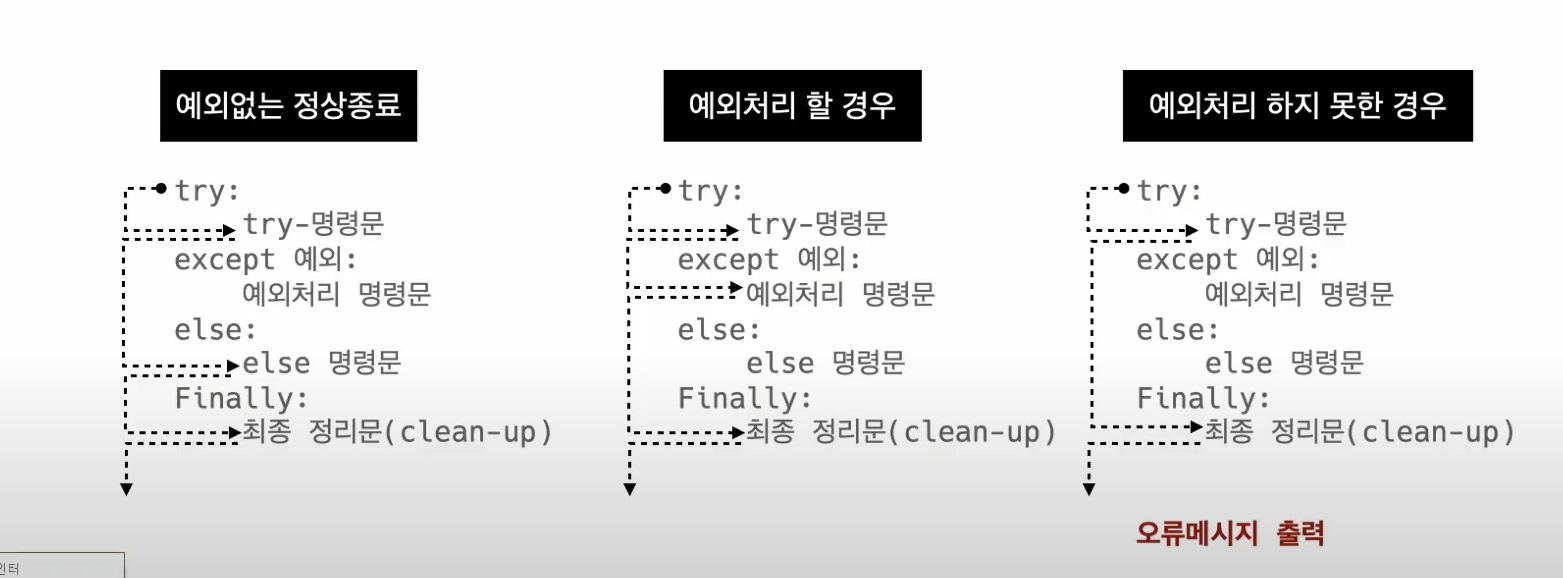 예외없는 정상종료
try:
try-명령문
except 예외:
예외처리 명령문
else:
else 명령문
Finally:
최종 정리문(clean-up)
예외처리 할 경우
try:
try-명령문
except 예외:
예외처리 명령문
else:
else 명령문
Finally:
최종 정리문(clean-up)
예외처리 하지 못한 경우
try:
try-명령문
except 예외:
예외처리 명령문
else:
else 명령문
Finally:
최종 정리문(clean-up)
오류메시지 출력
인터